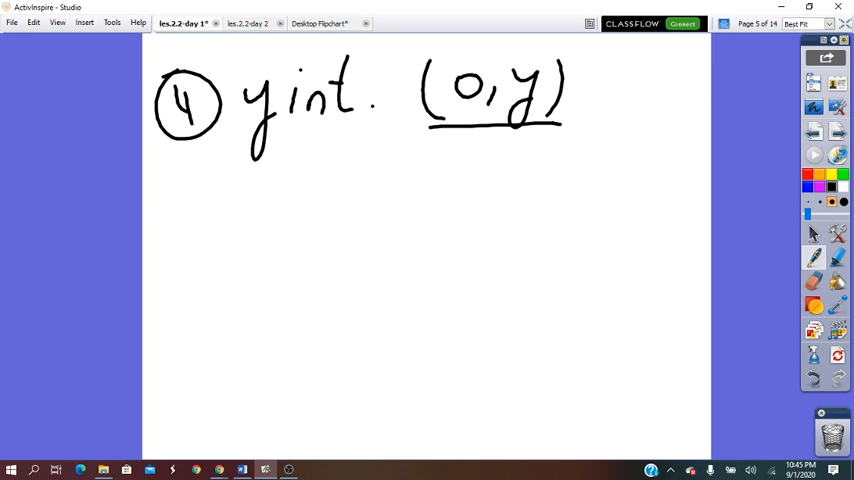 ActivInspire - Studio
File Edit View Insert Tools Help les.2.2-day 1* les.2.2-day 2 Desktop Flipchart* CLASSFLOW Connect Page 5 of 14 Best Fit
④ y int. (0, y)
10:45 PM
9/1/2020